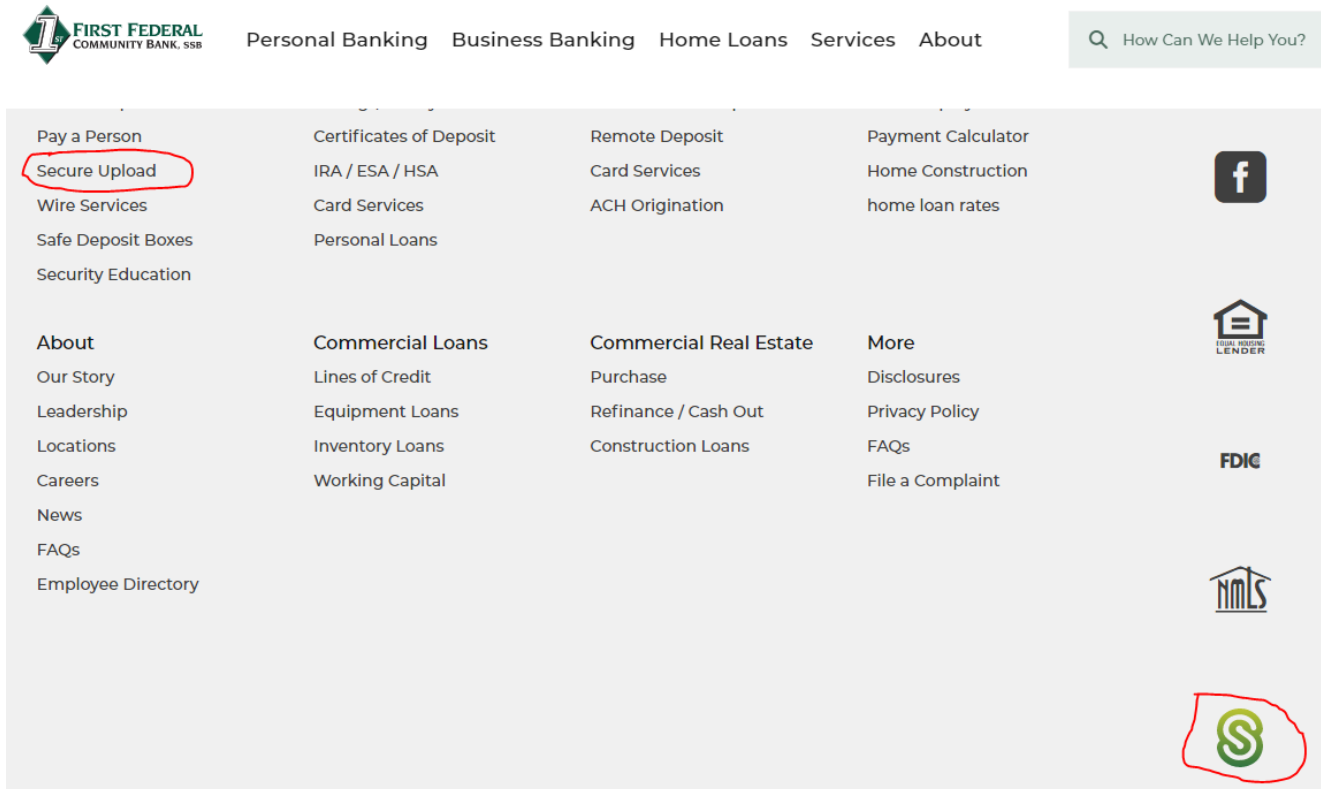 1ST FIRST FEDERAL
COMMUNITY BANK, SSB
Personal Banking Business Banking Home Loans Services About
How Can We Help You?
Pay a Person Certificates of Deposit Remote Deposit Payment Calculator
Secure Upload IRA / ESA / HSA Card Services Home Construction
Wire Services Card Services ACH Origination home loan rates
Safe Deposit Boxes Personal Loans
Security Education
About Commercial Loans Commercial Real Estate More
Our Story Lines of Credit Purchase Disclosures
Leadership Equipment Loans Refinance / Cash Out Privacy Policy
Locations Inventory Loans Construction Loans FAQs
Careers Working Capital File a Complaint
News
FAQs
Employee Directory
f
EQUAL HOUSING
LENDER
FDIC
NMLS
S